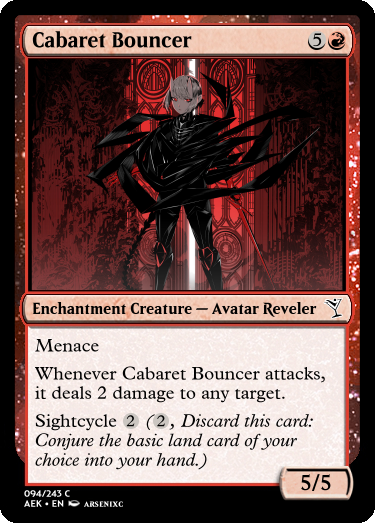 Cabaret Bouncer 5
Enchantment Creature — Avatar Reveler
Menace
Whenever Cabaret Bouncer attacks,
it deals 2 damage to any target.
Sightcycle 2 (2, Discard this card:
Conjure the basic land card of your
choice into your hand.)
5/5
094/243 C
AEK • EN ARSENIXC